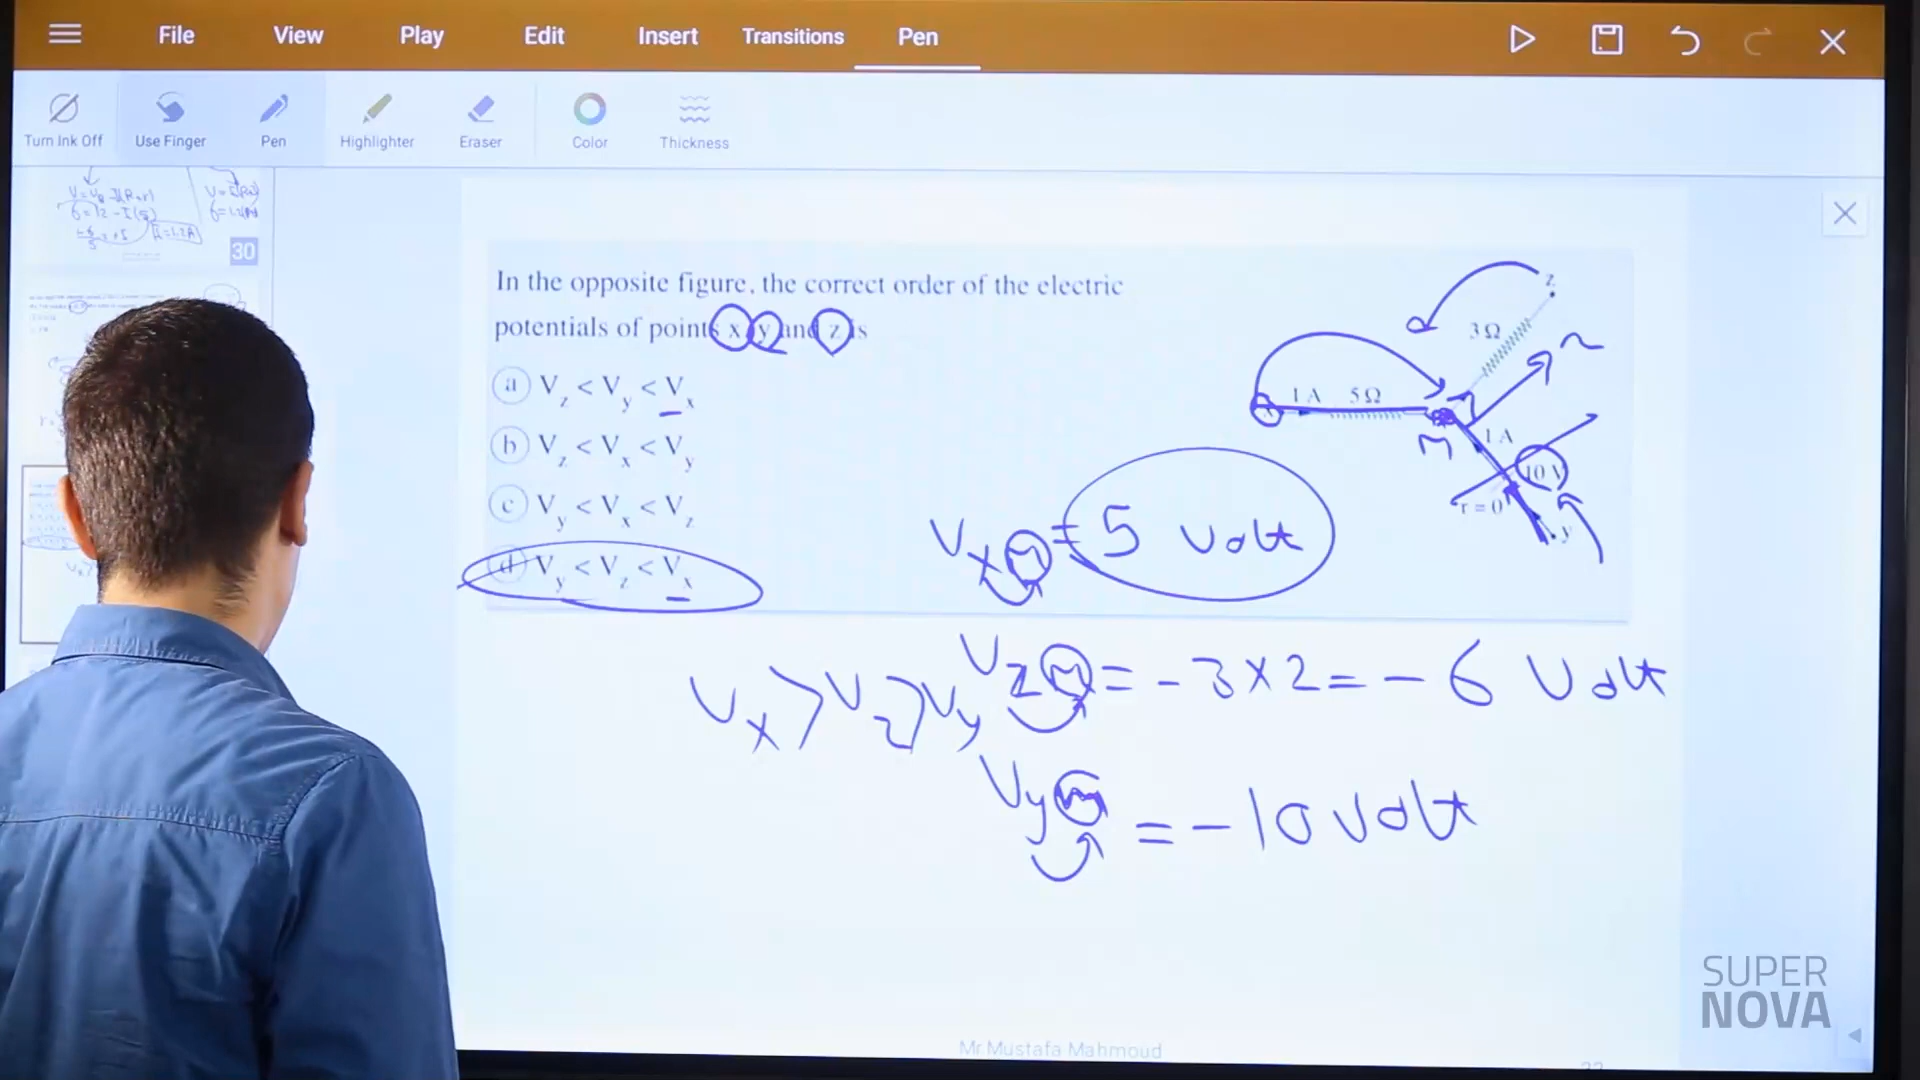 File View Play Edit Insert Transitions Pen
Turn Ink Off Use Finger Pen Highlighter Eraser Color Thickness
30
In the opposite figure, the correct order of the electric
potentials of points x, y and z is
a V_z < V_y < V_x
b V_z < V_x < V_y
c V_y < V_x < V_z
d V_y < V_z < V_x
z
3 Ω
x 1 A 5 Ω
M
1 A
10 V
r = 0
y
V_xm = 5 Volt
V_zm = - 3 x 2 = - 6 Volt
V_x > V_z > V_y
V_ym = - 10 Volt
SUPER
NOVA
Mr.Mustafa Mahmoud